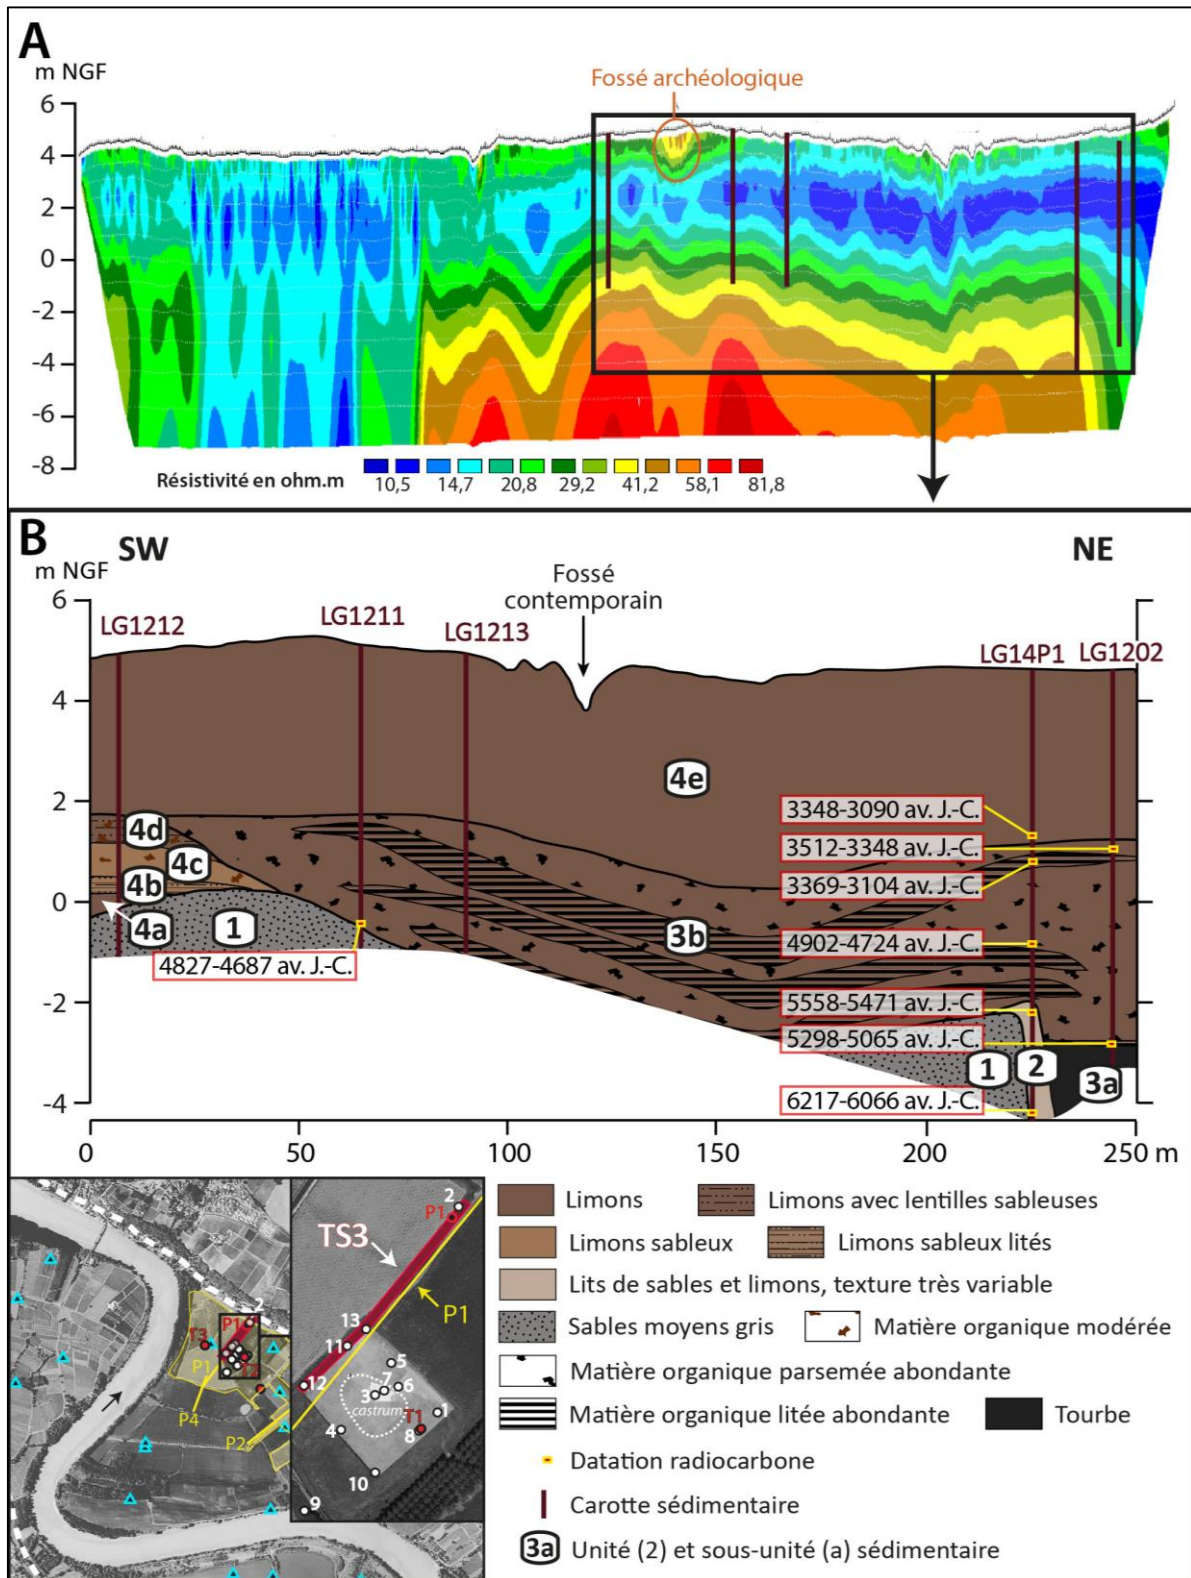 A
m NGF
Fossé archéologique
6
4
2
0
-2
-4
-6
-8
Résistivité en ohm.m
10,5 14,7 20,8 29,2 41,2 58,1 81,8
B
SW
NE
m NGF
Fossé
contemporain
6
4
2
0
-2
-4
LG1212
LG1211
LG1213
LG14P1
LG1202
4e
4d
4c
4b
4a
1
3b
3348-3090 av. J.-C.
3512-3348 av. J.-C.
3369-3104 av. J.-C.
4902-4724 av. J.-C.
4827-4687 av. J.-C.
5558-5471 av. J.-C.
5298-5065 av. J.-C.
1
2
3a
6217-6066 av. J.-C.
0 50 100 150 200 250 m
2
P1
T3
P1
P4
P2
2
P1
TS3
P1
13
11
12
5
7
6
3
castrum
4
1
T1
8
10
9
Limons
Limons avec lentilles sableuses
Limons sableux
Limons sableux lités
Lits de sables et limons, texture très variable
Sables moyens gris
Matière organique modérée
Matière organique parsemée abondante
Matière organique litée abondante
Tourbe
Datation radiocarbone
Carotte sédimentaire
3a
Unité (2) et sous-unité (a) sédimentaire